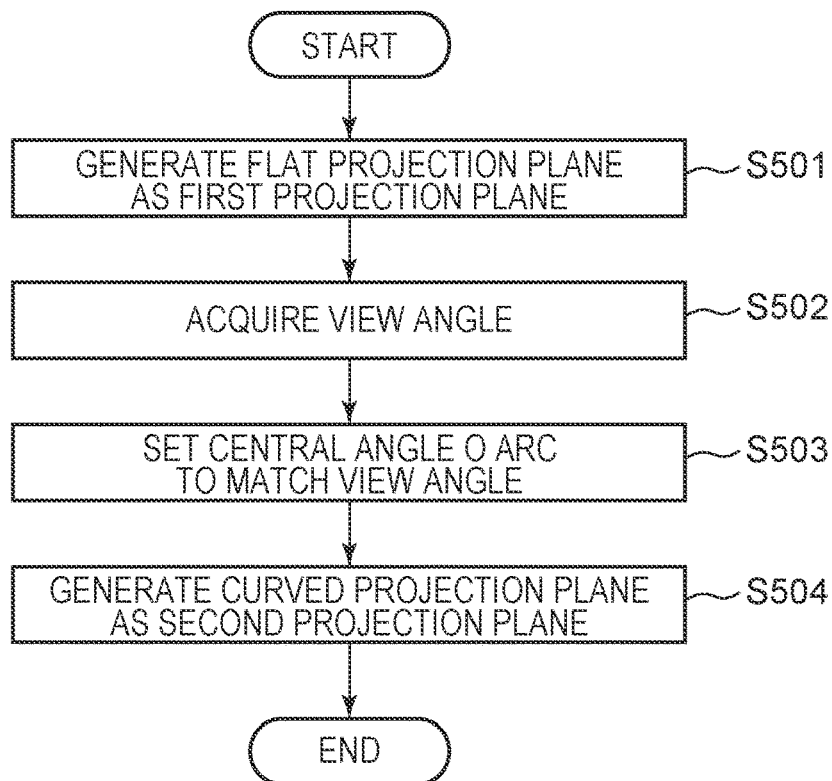 START
GENERATE FLAT PROJECTION PLANE
AS FIRST PROJECTION PLANE
S501
ACQUIRE VIEW ANGLE
S502
SET CENTRAL ANGLE O ARC
TO MATCH VIEW ANGLE
S503
GENERATE CURVED PROJECTION PLANE
AS SECOND PROJECTION PLANE
S504
END